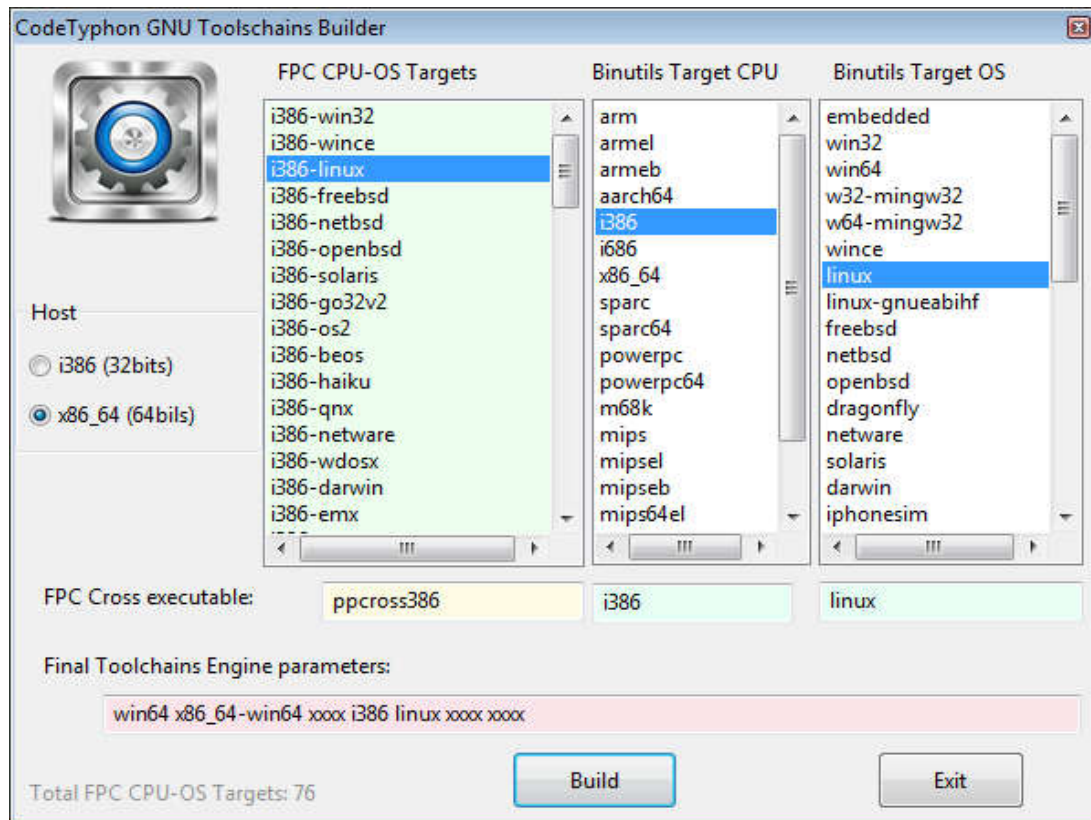 CodeTyphon GNU Toolschains Builder
FPC CPU-OS Targets
i386-win32
i386-wince
i386-linux
i386-freebsd
i386-netbsd
i386-openbsd
i386-solaris
i386-go32v2
i386-os2
i386-beos
i386-haiku
i386-qnx
i386-netware
i386-wdosx
i386-darwin
i386-emx
Binutils Target CPU
arm
armel
armeb
aarch64
i386
i686
x86_64
sparc
sparc64
powerpc
powerpc64
m68k
mips
mipsel
mipseb
mips64el
Binutils Target OS
embedded
win32
win64
w32-mingw32
w64-mingw32
wince
linux
linux-gnueabihf
freebsd
netbsd
openbsd
dragonfly
netware
solaris
darwin
iphonesim
Host
i386 (32bits)
x86_64 (64bils)
FPC Cross executable:
ppcross386
i386
linux
Final Toolchains Engine parameters:
win64 x86_64-win64 xxxx i386 linux xxxx xxxx
Total FPC CPU-OS Targets: 76
Build
Exit